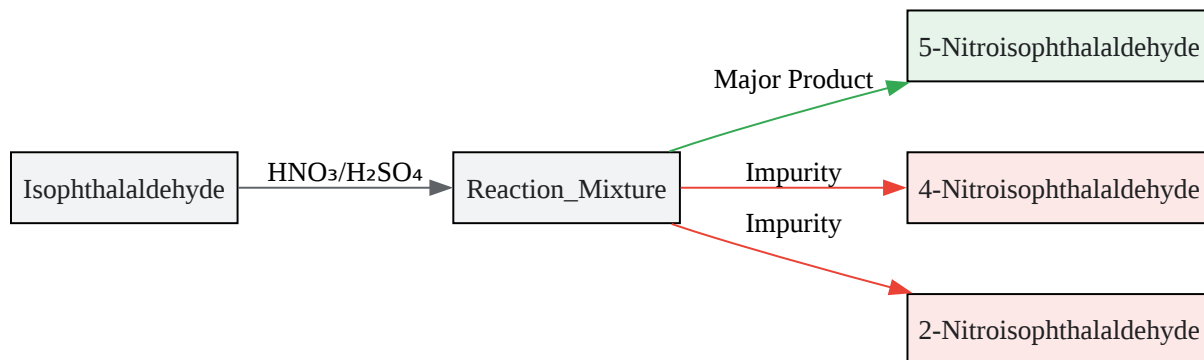 5-Nitroisophthalaldehyde
Major Product
Isophthalaldehyde
HNO₃/H₂SO₄
Reaction_Mixture
Impurity
4-Nitroisophthalaldehyde
Impurity
2-Nitroisophthalaldehyde